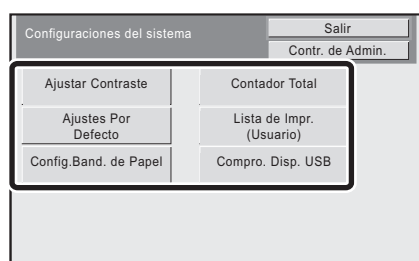 Configuraciones del sistema
Salir
Contr. de Admin.
Ajustar Contraste
Contador Total
Ajustes Por
Defecto
Lista de Impr.
(Usuario)
Config.Band. de Papel
Compro. Disp. USB